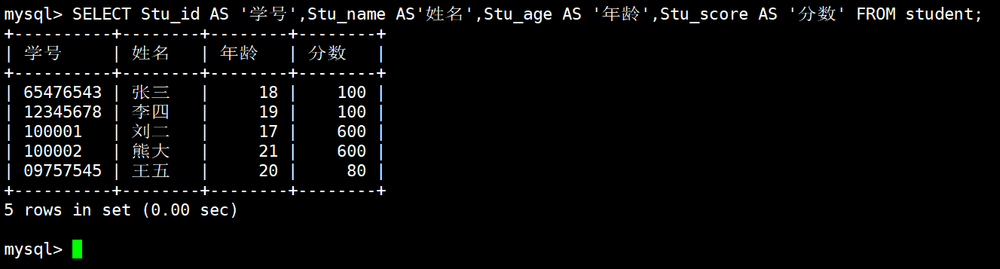 mysql> SELECT Stu_id AS '学号',Stu_name AS'姓名',Stu_age AS '年龄',Stu_score AS '分数' FROM student;
+----------+--------+--------+--------+
| 学号     | 姓名   | 年龄   | 分数   |
+----------+--------+--------+--------+
| 65476543 | 张三   |     18 |    100 |
| 12345678 | 李四   |     19 |    100 |
| 100001   | 刘二   |     17 |    600 |
| 100002   | 熊大   |     21 |    600 |
| 09757545 | 王五   |     20 |     80 |
+----------+--------+--------+--------+
5 rows in set (0.00 sec)
mysql>